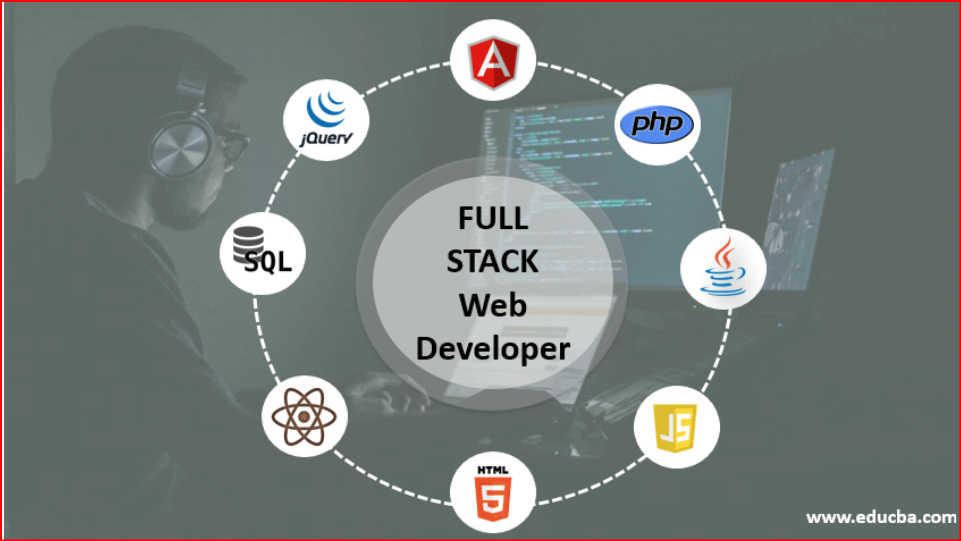 A
jQuery
php
SQL
FULL
STACK
Web
Developer
JS
HTML
5
www.educba.com